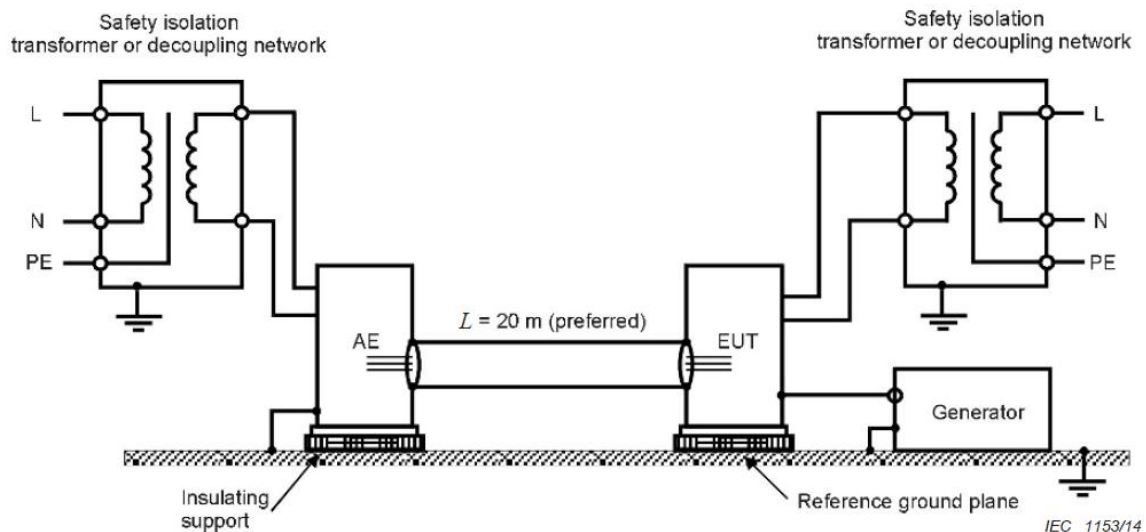 Safety isolation
transformer or decoupling network
Safety isolation
transformer or decoupling network
L
N
PE
L
N
PE
L = 20 m (preferred)
AE
EUT
Generator
Insulating
support
Reference ground plane
IEC 1153/14